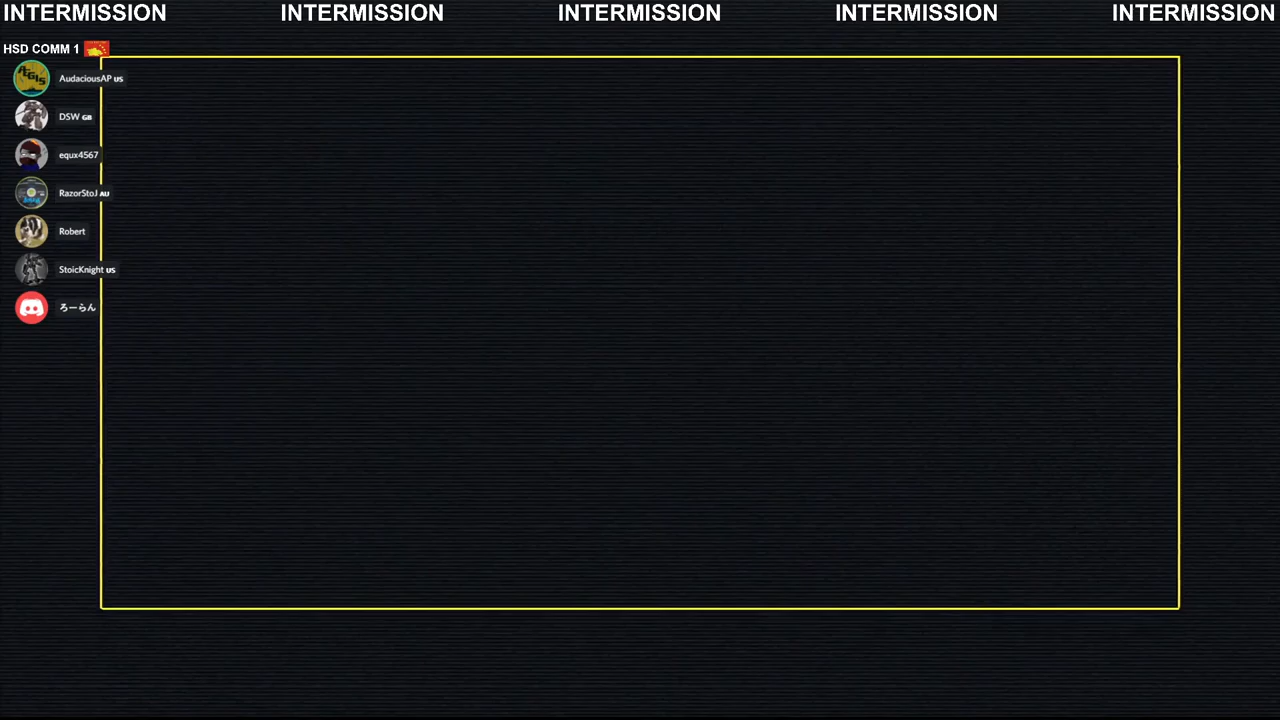 INTERMISSION INTERMISSION INTERMISSION INTERMISSION INTERMISSION
HSD COMM 1
AudaciousAP US
DSW GB
equx4567
RazorStoJ AU
Robert
StoicKnight US
ろーらん